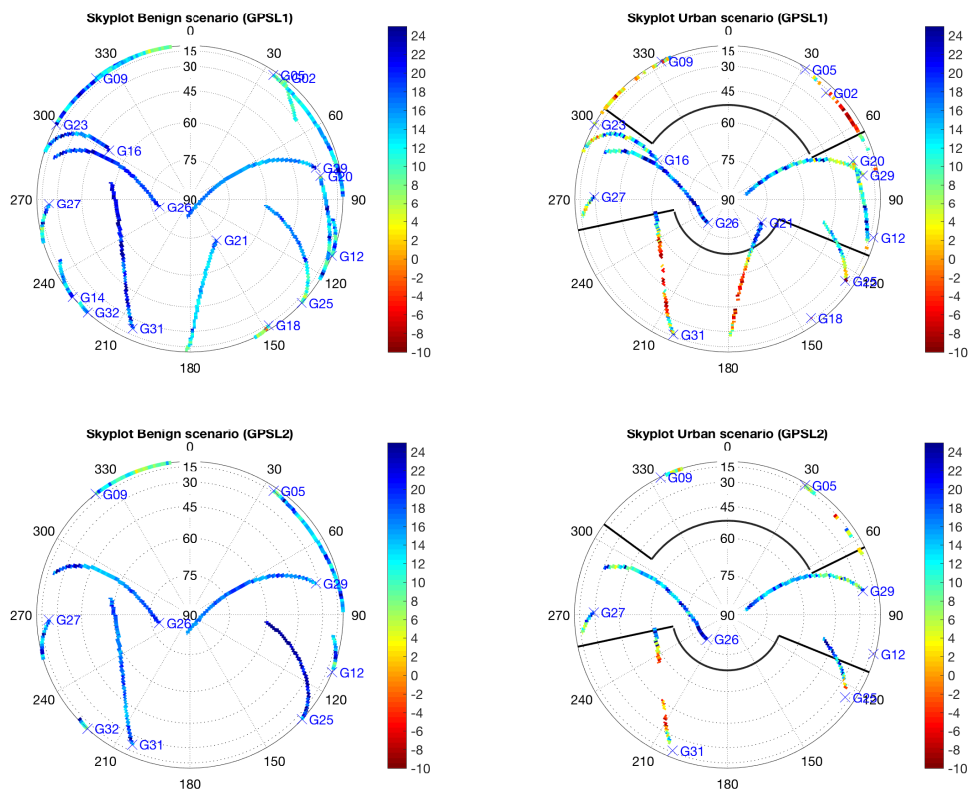 Skyplot Benign scenario (GPSL1)
0
15
30
45
60
75
90
30
60
90
120
150
180
210
240
270
300
330
G09
G05
G02
G23
G16
G29
G20
G27
G26
G21
G12
G14
G32
G31
G25
G18
24
22
20
18
16
14
12
10
8
6
4
2
0
-2
-4
-6
-8
-10
Skyplot Urban scenario (GPSL1)
0
15
30
45
60
75
90
30
60
90
120
150
180
210
240
270
300
330
G09
G05
G02
G23
G16
G20
G29
G27
G26
G21
G12
G25
G18
G31
24
22
20
18
16
14
12
10
8
6
4
2
0
-2
-4
-6
-8
-10
Skyplot Benign scenario (GPSL2)
0
15
30
45
60
75
90
30
60
90
120
150
180
210
240
270
300
330
G09
G05
G29
G27
G26
G12
G32
G31
G25
24
22
20
18
16
14
12
10
8
6
4
2
0
-2
-4
-6
-8
-10
Skyplot Urban scenario (GPSL2)
0
15
30
45
60
75
90
30
60
90
120
150
180
210
240
270
300
330
G09
G05
G29
G27
G26
G12
G25
G31
24
22
20
18
16
14
12
10
8
6
4
2
0
-2
-4
-6
-8
-10